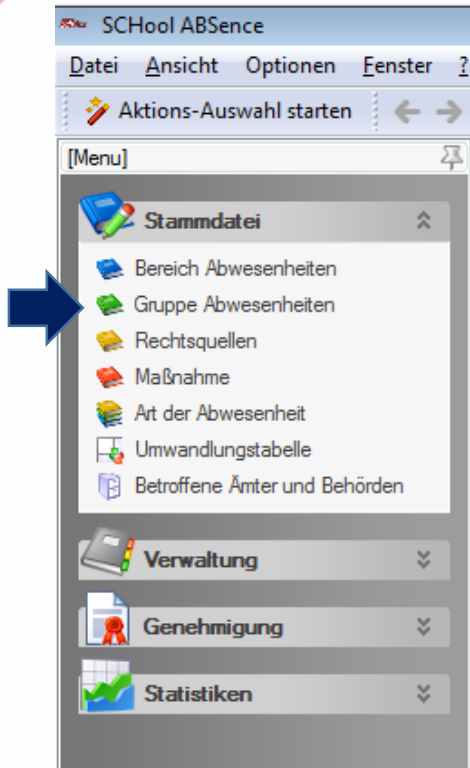 SCHool ABSence
Datei Ansicht Optionen Fenster ?
Aktions-Auswahl starten
[Menu]
Stammdatei
Bereich Abwesenheiten
Gruppe Abwesenheiten
Rechtsquellen
Maßnahme
Art der Abwesenheit
Umwandlungstabelle
Betroffene Ämter und Behörden
Verwaltung
Genehmigung
Statistiken